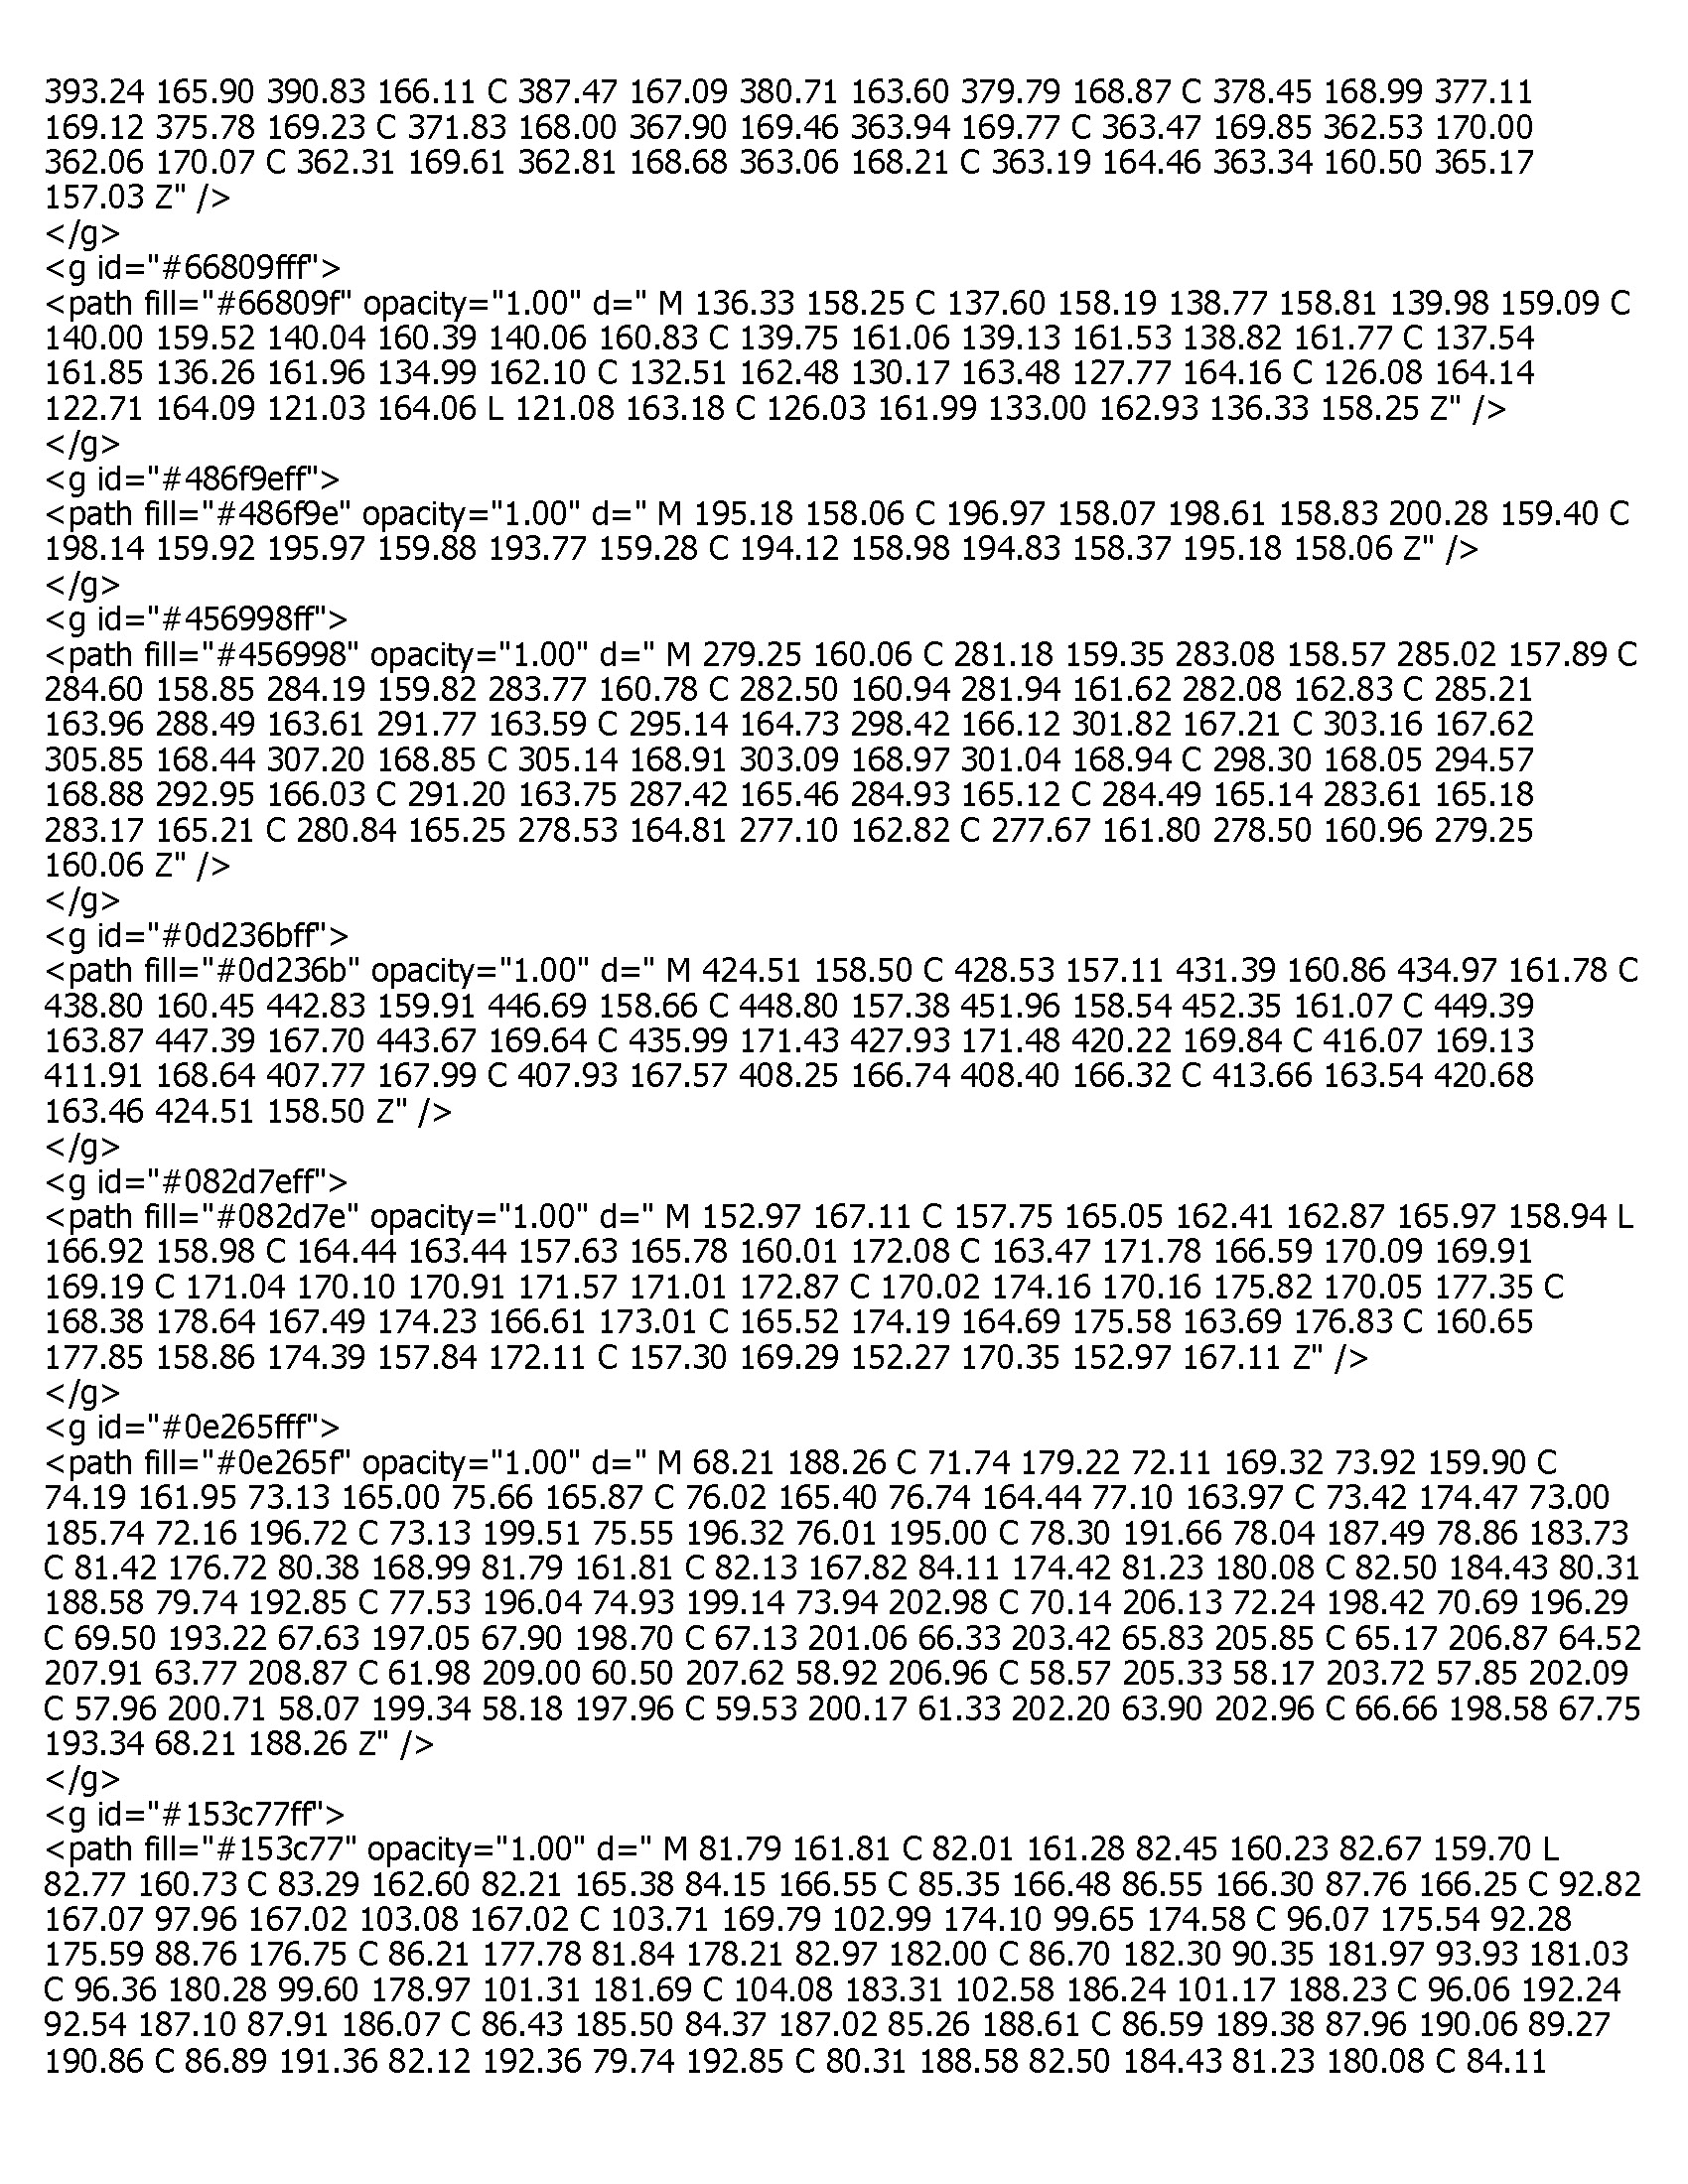 393.24 165.90 390.83 166.11 C 387.47 167.09 380.71 163.60 379.79 168.87 C 378.45 168.99 377.11
169.12 375.78 169.23 C 371.83 168.00 367.90 169.46 363.94 169.77 C 363.47 169.85 362.53 170.00
362.06 170.07 C 362.31 169.61 362.81 168.68 363.06 168.21 C 363.19 164.46 363.34 160.50 365.17
157.03 Z" />
</g>
<g id="#66809fff">
<path fill="#66809f" opacity="1.00" d=" M 136.33 158.25 C 137.60 158.19 138.77 158.81 139.98 159.09 C
140.00 159.52 140.04 160.39 140.06 160.83 C 139.75 161.06 139.13 161.53 138.82 161.77 C 137.54
161.85 136.26 161.96 134.99 162.10 C 132.51 162.48 130.17 163.48 127.77 164.16 C 126.08 164.14
122.71 164.09 121.03 164.06 L 121.08 163.18 C 126.03 161.99 133.00 162.93 136.33 158.25 Z" />
</g>
<g id="#486f9eff">
<path fill="#486f9e" opacity="1.00" d=" M 195.18 158.06 C 196.97 158.07 198.61 158.83 200.28 159.40 C
198.14 159.92 195.97 159.88 193.77 159.28 C 194.12 158.98 194.83 158.37 195.18 158.06 Z" />
</g>
<g id="#456998ff">
<path fill="#456998" opacity="1.00" d=" M 279.25 160.06 C 281.18 159.35 283.08 158.57 285.02 157.89 C
284.60 158.85 284.19 159.82 283.77 160.78 C 282.50 160.94 281.94 161.62 282.08 162.83 C 285.21
163.96 288.49 163.61 291.77 163.59 C 295.14 164.73 298.42 166.12 301.82 167.21 C 303.16 167.62
305.85 168.44 307.20 168.85 C 305.14 168.91 303.09 168.97 301.04 168.94 C 298.30 168.05 294.57
168.88 292.95 166.03 C 291.20 163.75 287.42 165.46 284.93 165.12 C 284.49 165.14 283.61 165.18
283.17 165.21 C 280.84 165.25 278.53 164.81 277.10 162.82 C 277.67 161.80 278.50 160.96 279.25
160.06 Z" />
</g>
<g id="#0d236bff">
<path fill="#0d236b" opacity="1.00" d=" M 424.51 158.50 C 428.53 157.11 431.39 160.86 434.97 161.78 C
438.80 160.45 442.83 159.91 446.69 158.66 C 448.80 157.38 451.96 158.54 452.35 161.07 C 449.39
163.87 447.39 167.70 443.67 169.64 C 435.99 171.43 427.93 171.48 420.22 169.84 C 416.07 169.13
411.91 168.64 407.77 167.99 C 407.93 167.57 408.25 166.74 408.40 166.32 C 413.66 163.54 420.68
163.46 424.51 158.50 Z" />
</g>
<g id="#082d7eff">
<path fill="#082d7e" opacity="1.00" d=" M 152.97 167.11 C 157.75 165.05 162.41 162.87 165.97 158.94 L
166.92 158.98 C 164.44 163.44 157.63 165.78 160.01 172.08 C 163.47 171.78 166.59 170.09 169.91
169.19 C 171.04 170.10 170.91 171.57 171.01 172.87 C 170.02 174.16 170.16 175.82 170.05 177.35 C
168.38 178.64 167.49 174.23 166.61 173.01 C 165.52 174.19 164.69 175.58 163.69 176.83 C 160.65
177.85 158.86 174.39 157.84 172.11 C 157.30 169.29 152.27 170.35 152.97 167.11 Z" />
</g>
<g id="#0e265fff">
<path fill="#0e265f" opacity="1.00" d=" M 68.21 188.26 C 71.74 179.22 72.11 169.32 73.92 159.90 C
74.19 161.95 73.13 165.00 75.66 165.87 C 76.02 165.40 76.74 164.44 77.10 163.97 C 73.42 174.47 73.00
185.74 72.16 196.72 C 73.13 199.51 75.55 196.32 76.01 195.00 C 78.30 191.66 78.04 187.49 78.86 183.73
C 81.42 176.72 80.38 168.99 81.79 161.81 C 82.13 167.82 84.11 174.42 81.23 180.08 C 82.50 184.43 80.31
188.58 79.74 192.85 C 77.53 196.04 74.93 199.14 73.94 202.98 C 70.14 206.13 72.24 198.42 70.69 196.29
C 69.50 193.22 67.63 197.05 67.90 198.70 C 67.13 201.06 66.33 203.42 65.83 205.85 C 65.17 206.87 64.52
207.91 63.77 208.87 C 61.98 209.00 60.50 207.62 58.92 206.96 C 58.57 205.33 58.17 203.72 57.85 202.09
C 57.96 200.71 58.07 199.34 58.18 197.96 C 59.53 200.17 61.33 202.20 63.90 202.96 C 66.66 198.58 67.75
193.34 68.21 188.26 Z" />
</g>
<g id="#153c77ff">
<path fill="#153c77" opacity="1.00" d=" M 81.79 161.81 C 82.01 161.28 82.45 160.23 82.67 159.70 L
82.77 160.73 C 83.29 162.60 82.21 165.38 84.15 166.55 C 85.35 166.48 86.55 166.30 87.76 166.25 C 92.82
167.07 97.96 167.02 103.08 167.02 C 103.71 169.79 102.99 174.10 99.65 174.58 C 96.07 175.54 92.28
175.59 88.76 176.75 C 86.21 177.78 81.84 178.21 82.97 182.00 C 86.70 182.30 90.35 181.97 93.93 181.03
C 96.36 180.28 99.60 178.97 101.31 181.69 C 104.08 183.31 102.58 186.24 101.17 188.23 C 96.06 192.24
92.54 187.10 87.91 186.07 C 86.43 185.50 84.37 187.02 85.26 188.61 C 86.59 189.38 87.96 190.06 89.27
190.86 C 86.89 191.36 82.12 192.36 79.74 192.85 C 80.31 188.58 82.50 184.43 81.23 180.08 C 84.11